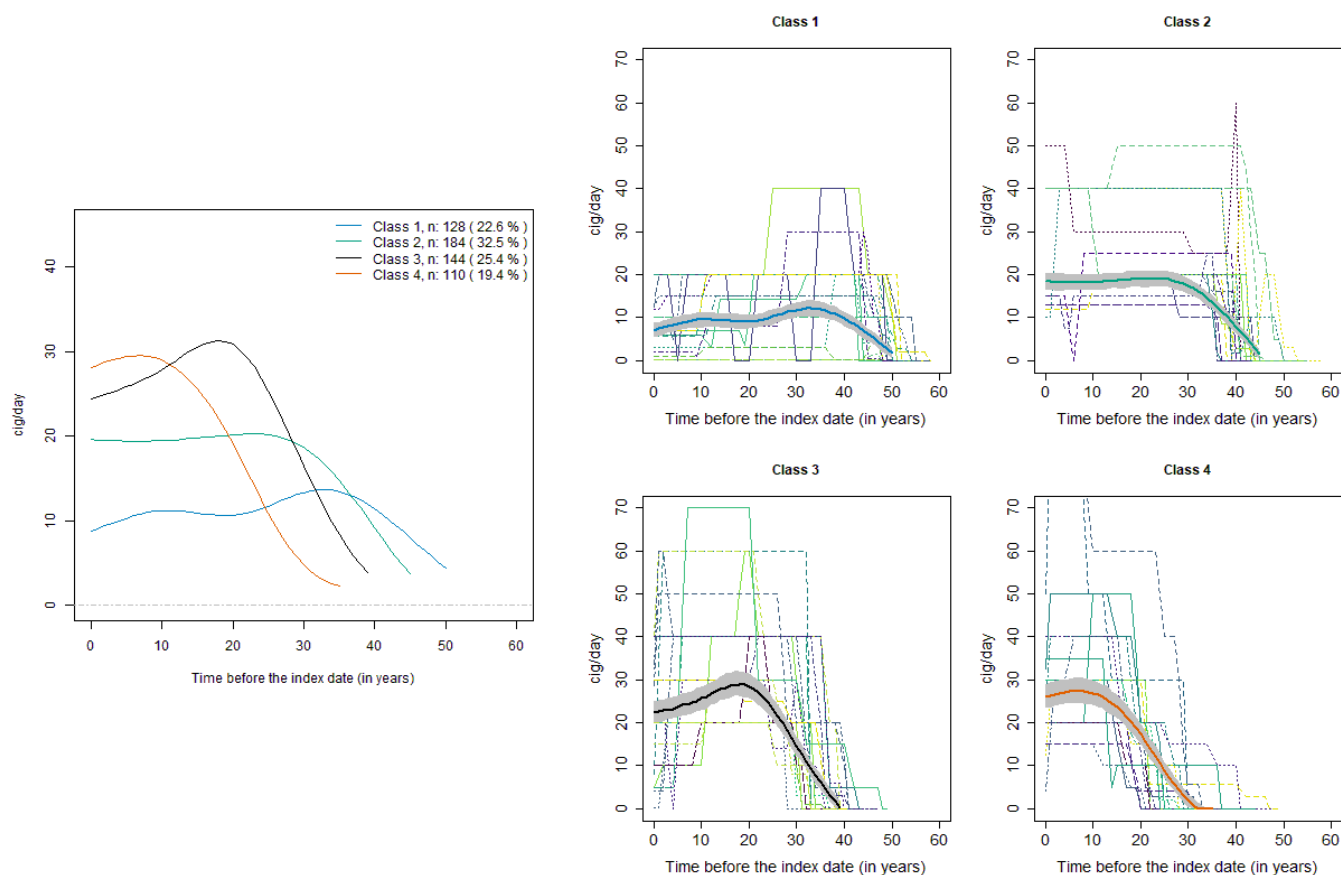 Class 1, n: 128 ( 22.6 % )
Class 2, n: 184 ( 32.5 % )
Class 3, n: 144 ( 25.4 % )
Class 4, n: 110 ( 19.4 % )
cig/day
0 10 20 30 40
0 10 20 30 40 50 60
Time before the index date (in years)
Class 1
cig/day
0 10 20 30 40 50 60 70
0 10 20 30 40 50 60
Time before the index date (in years)
Class 2
cig/day
0 10 20 30 40 50 60 70
0 10 20 30 40 50 60
Time before the index date (in years)
Class 3
cig/day
0 10 20 30 40 50 60 70
0 10 20 30 40 50 60
Time before the index date (in years)
Class 4
cig/day
0 10 20 30 40 50 60 70
0 10 20 30 40 50 60
Time before the index date (in years)